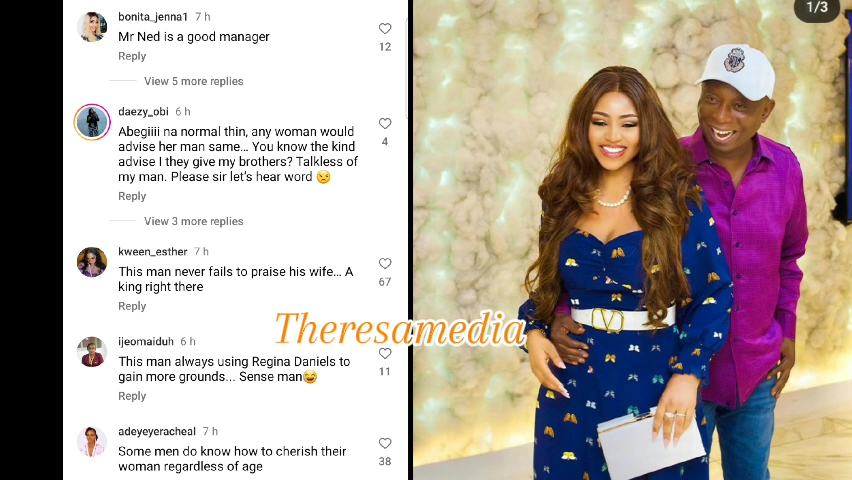 bonita_jenna1 7 h
Mr Ned is a good manager
12
Reply
View 5 more replies
daezy_obi 6 h
Abegiiii na normal thin, any woman would
advise her man same... You know the kind
advise I they give my brothers? Talkless of
my man. Please sir let's hear word 😒
4
Reply
View 3 more replies
kween_esther 7 h
This man never fails to praise his wife... A
king right there
67
Reply
ijeomaiduh 6 h
This man always using Regina Daniels to
gain more grounds... Sense man😅
11
Reply
adeyeyeracheal 7 h
Some men do know how to cherish their
woman regardless of age
38
Theresamedia
1/3